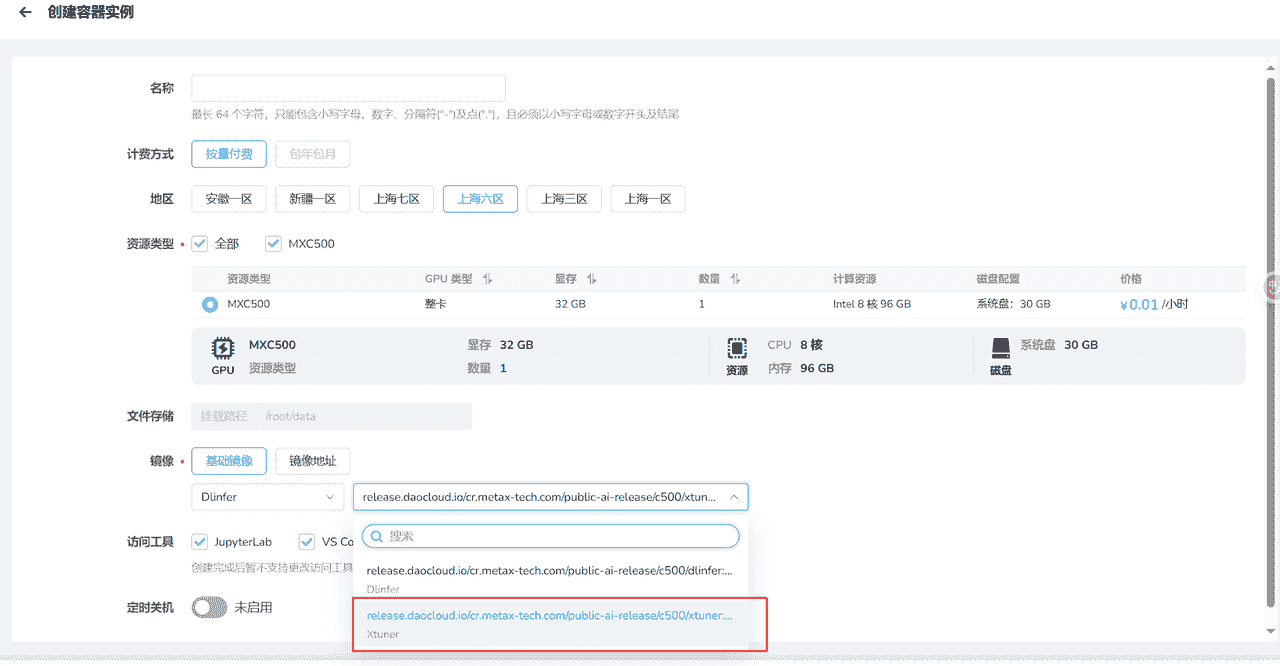 创建容器实例
名称
最长 64 个字符，只能包含小写字母、数字、分隔符("-")及点(".")，且必须以小写字母或数字开头及结尾
计费方式 按量付费 包年包月
地区 安徽一区 新疆一区 上海七区 上海六区 上海三区 上海一区
资源类型 • 全部 MXC500
资源类型 GPU 类型 显存 数量 计算资源 磁盘配置 价格
MXC500 整卡 32 GB 1 Intel 8 核 96 GB 系统盘：30 GB ¥0.01 /小时
MXC500 显存 32 GB CPU 8 核 系统盘 30 GB
GPU 资源类型 数量 1 资源 内存 96 GB 磁盘
文件存储 挂载路径 /root/data
镜像 • 基础镜像 镜像地址
Dlinfer release.daocloud.io/cr.metax-tech.com/public-ai-release/c500/xtun...
搜索
访问工具 JupyterLab VS Co
创建完成后暂不支持更改访问工具
release.daocloud.io/cr.metax-tech.com/public-ai-release/c500/dlinfer:...
Dlinfer
定时关机 未启用
release.daocloud.io/cr.metax-tech.com/public-ai-release/c500/xtuner:...
Xtuner